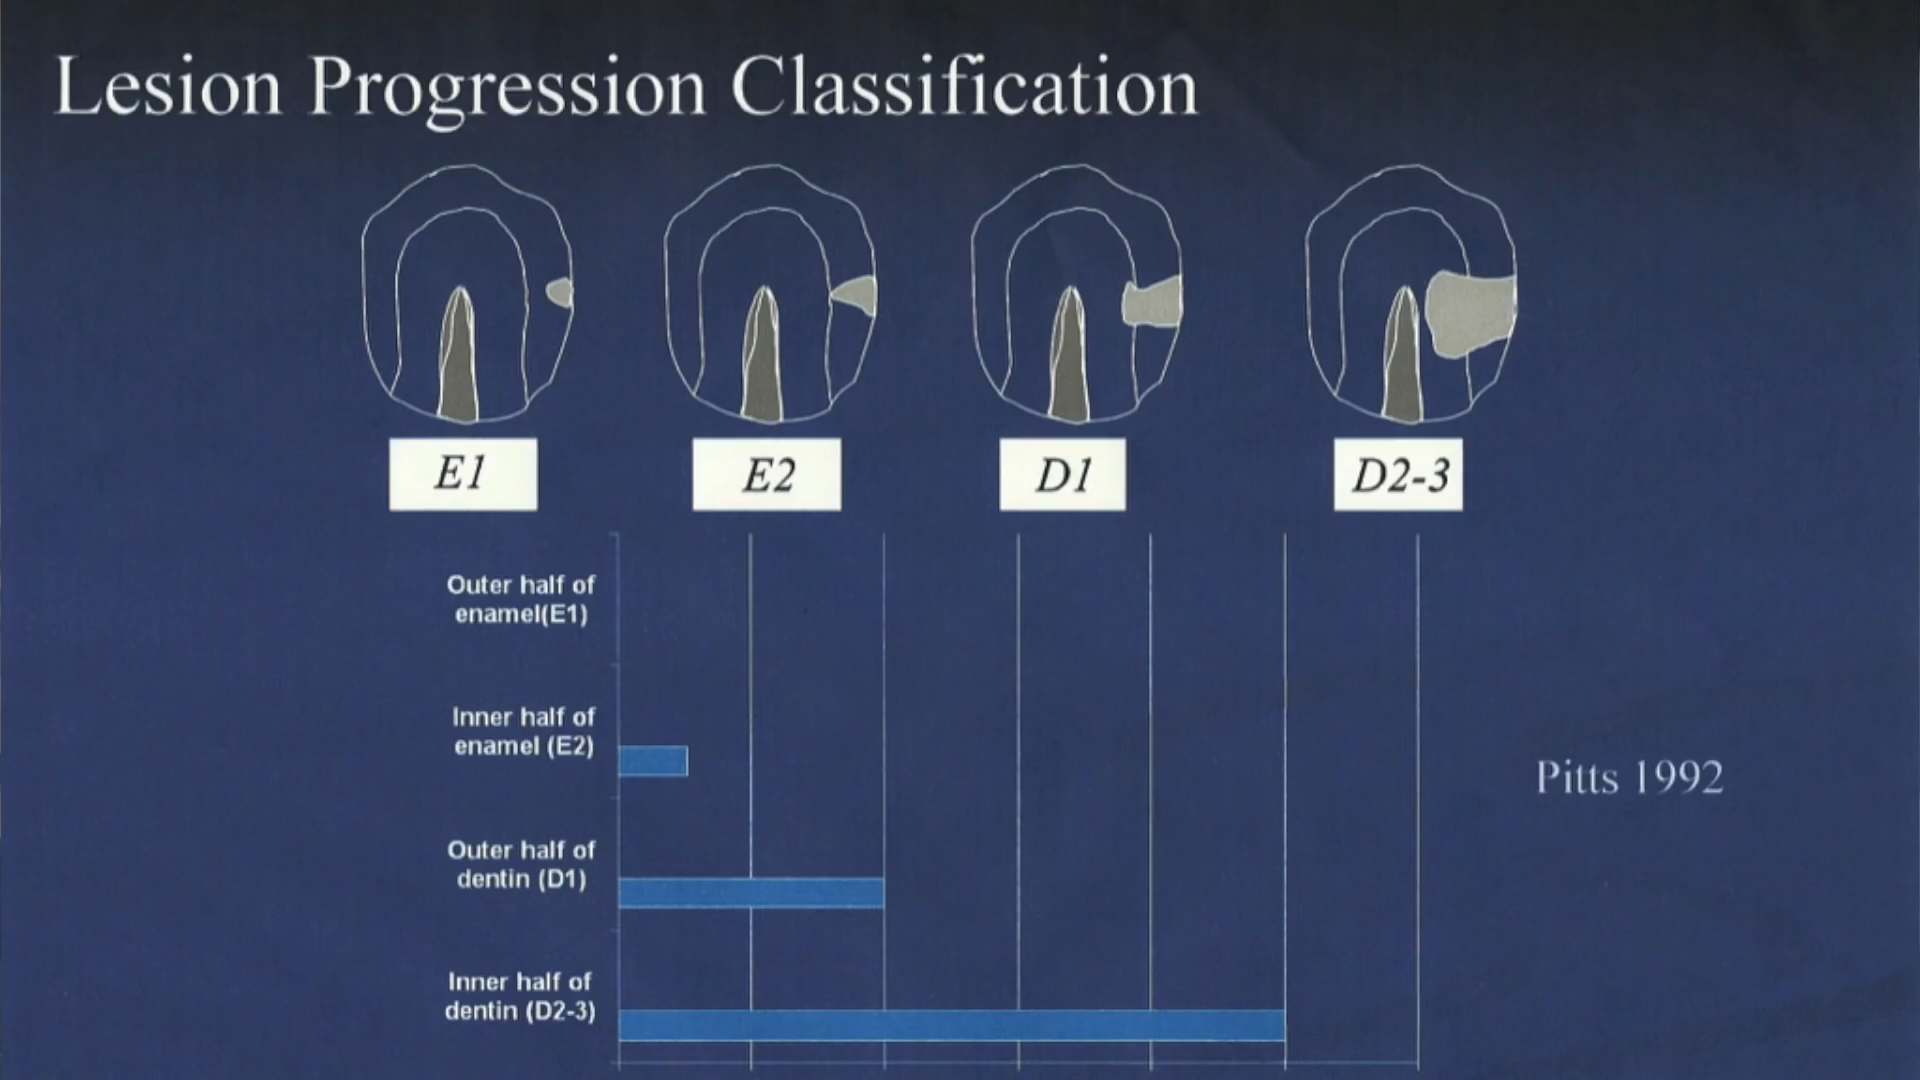 Lesion Progression Classification
E1
E2
D1
D2-3
Outer half of
enamel(E1)
Inner half of
enamel (E2)
Pitts 1992
Outer half of
dentin (D1)
Inner half of
dentin (D2-3)